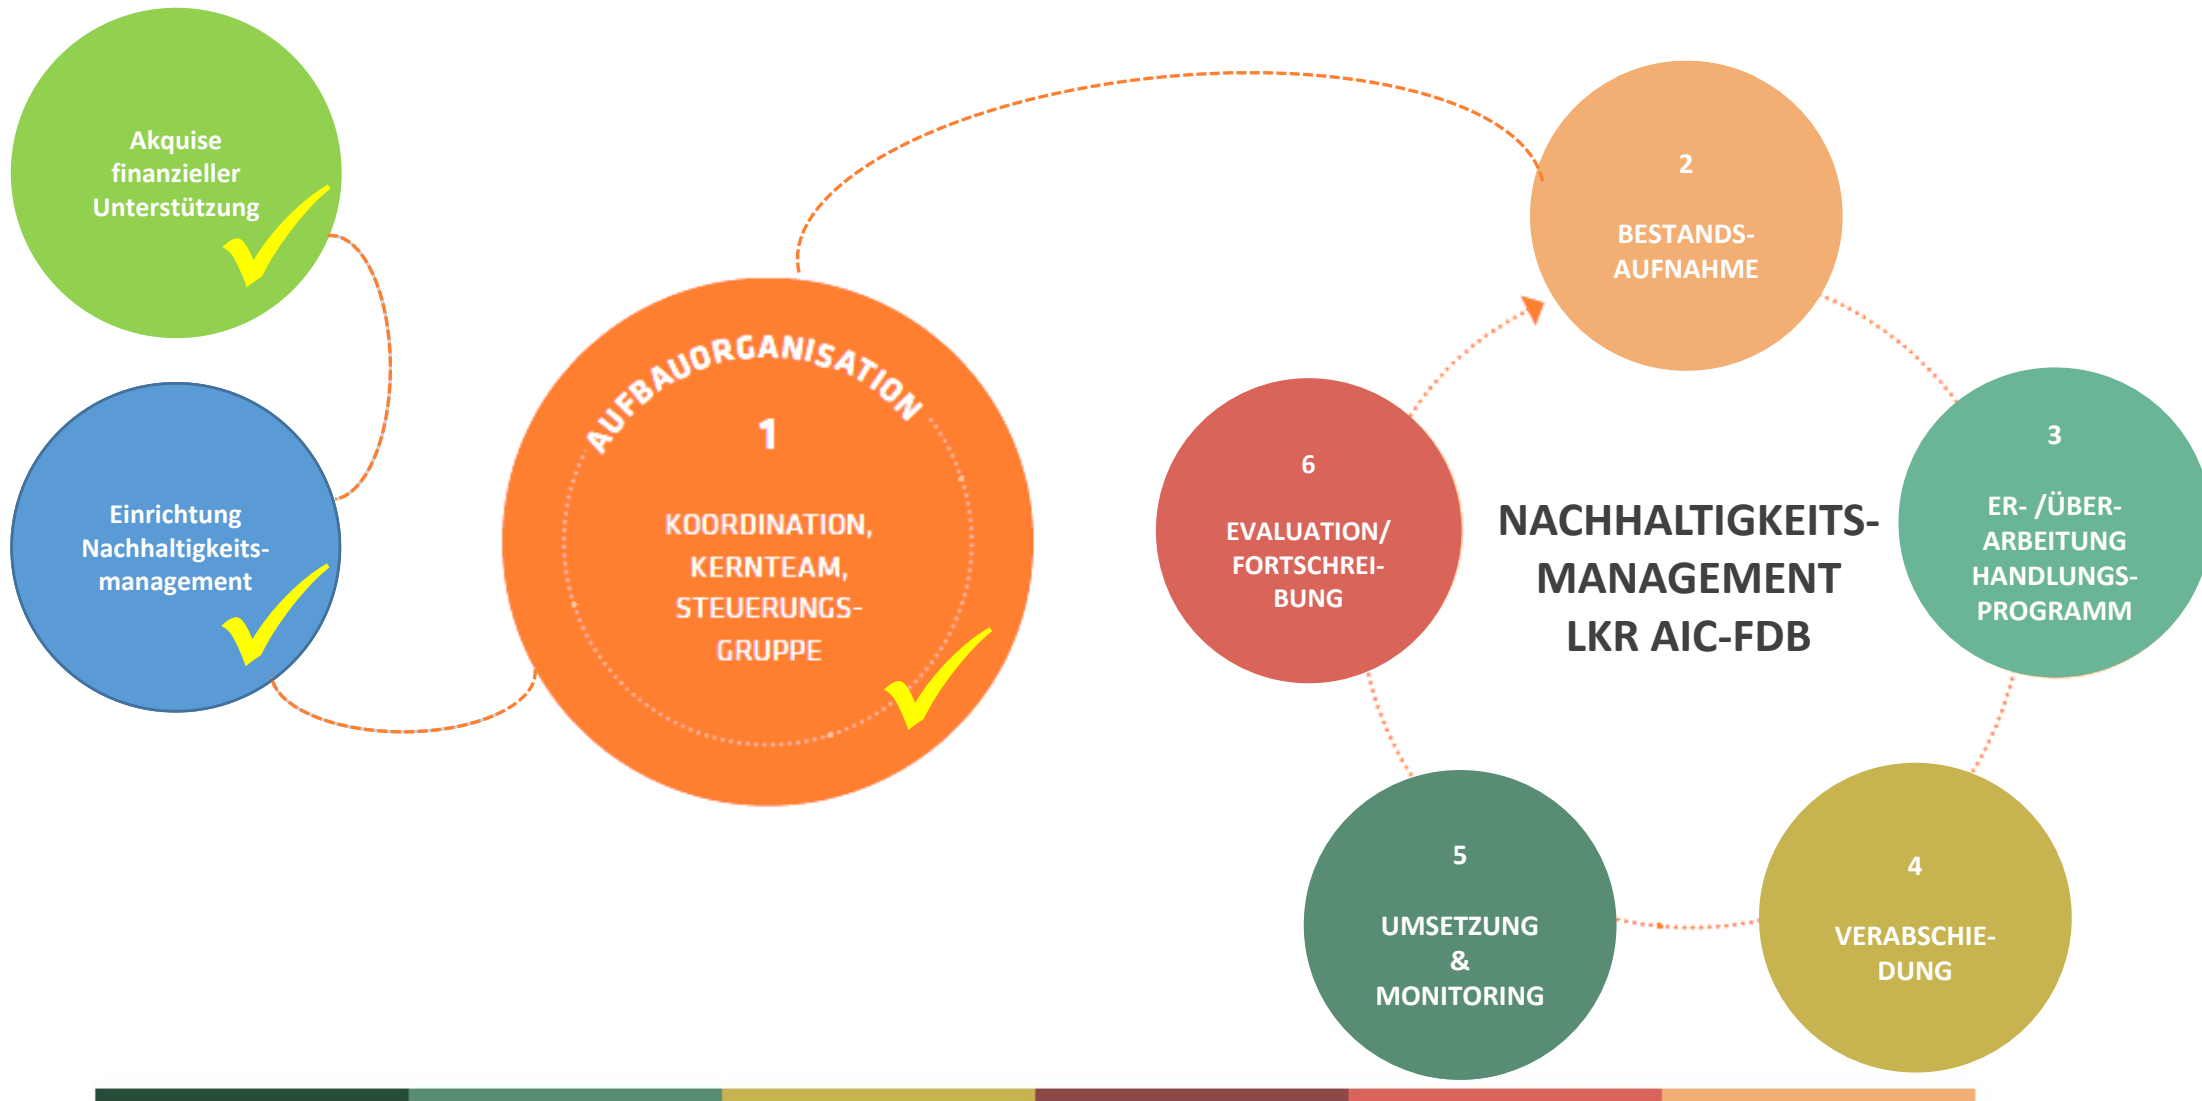 Akquise
finanzieller
Unterstützung
Einrichtung
Nachhaltigkeits-
management
AUFBAUORGANISATION
1
KOORDINATION,
KERNTEAM,
STEUERUNGS-
GRUPPE
2
BESTANDS-
AUFNAHME
3
ER- /ÜBER-
ARBEITUNG
HANDLUNGS-
PROGRAMM
4
VERABSCHIE-
DUNG
5
UMSETZUNG
&
MONITORING
6
EVALUATION/
FORTSCHREI-
BUNG
NACHHALTIGKEITS-
MANAGEMENT
LKR AIC-FDB